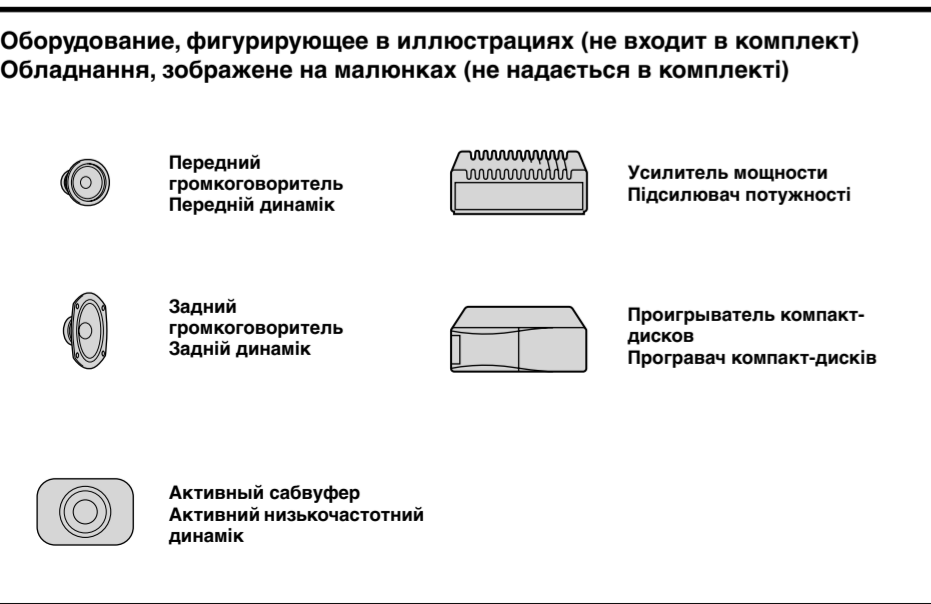 Оборудование, фигурирующее в иллюстрациях (не входит в комплект)
Обладнання, зображене на малюнках (не надається в комплекті)
Передний
громкоговоритель
Передній динамік
Усилитель мощности
Підсилювач потужності
Задний
громкоговоритель
Задній динамік
Проигрыватель компакт-
дисков
Програвач компакт-дисків
Активный сабвуфер
Активний низькочастотний
динамік